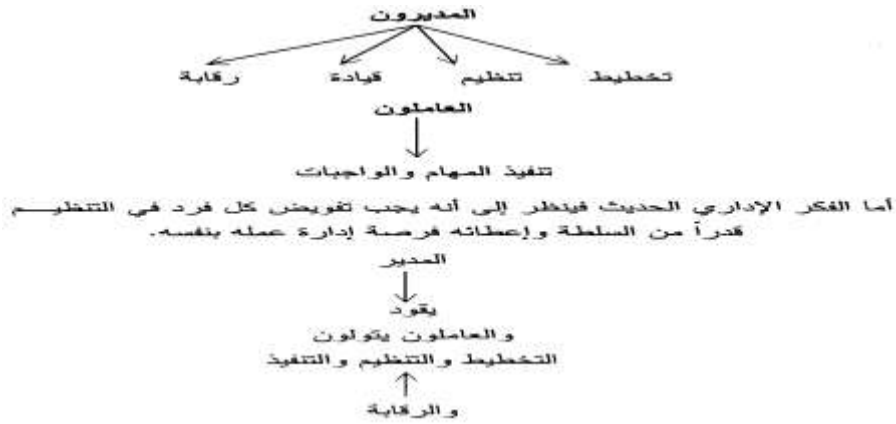 المديرون
تخطيط تنظيم قيادة رقابة
العاملون
تنفيذ المهام والواجبات
أما الفكر الإداري الحديث فينظر إلى أنه يجب تفويض كل فرد في التنظيم
قدراً من السلطة وإعطائه فرصة إدارة عمله بنفسه.
المدير
يقود
والعاملون يتولون
التخطيط والتنظيم والتنفيذ
والرقابة